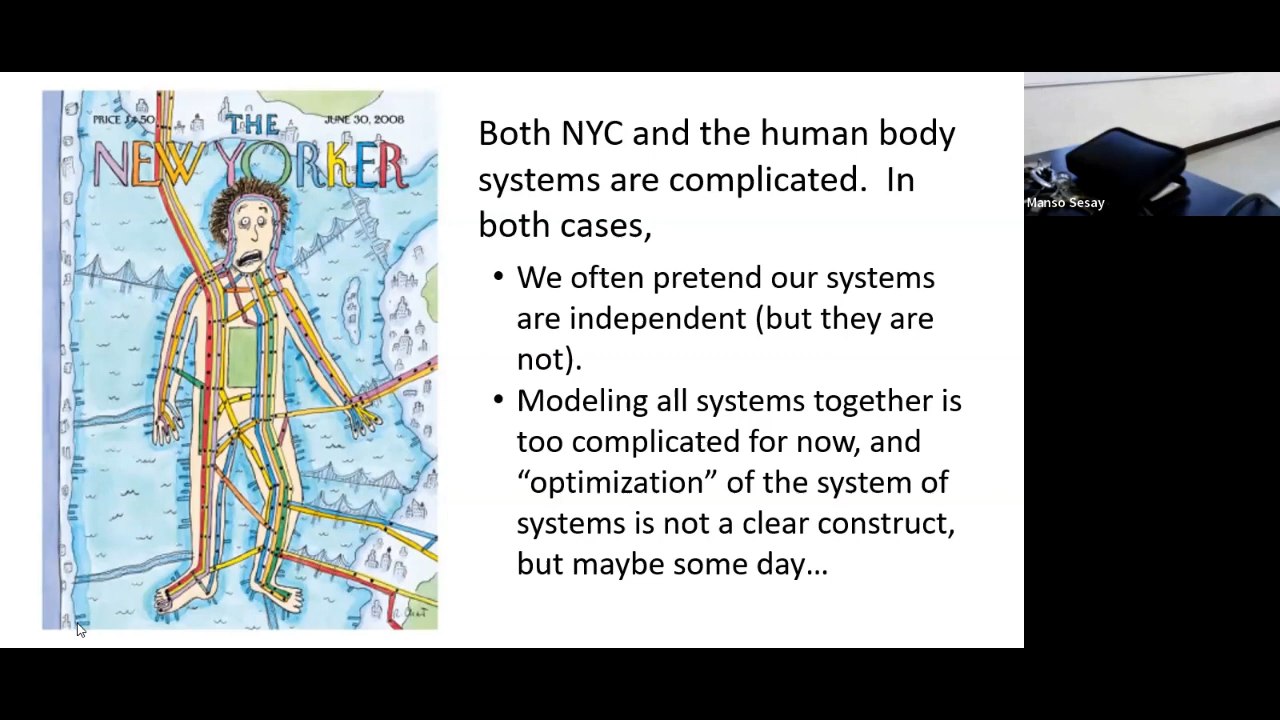 PRICE $4.50
THE
JUNE 30, 2008
NEW YORKER
Both NYC and the human body
systems are complicated.  In
both cases,
• We often pretend our systems
are independent (but they are
not).
• Modeling all systems together is
too complicated for now, and
“optimization” of the system of
systems is not a clear construct,
but maybe some day…
Manso Sesay